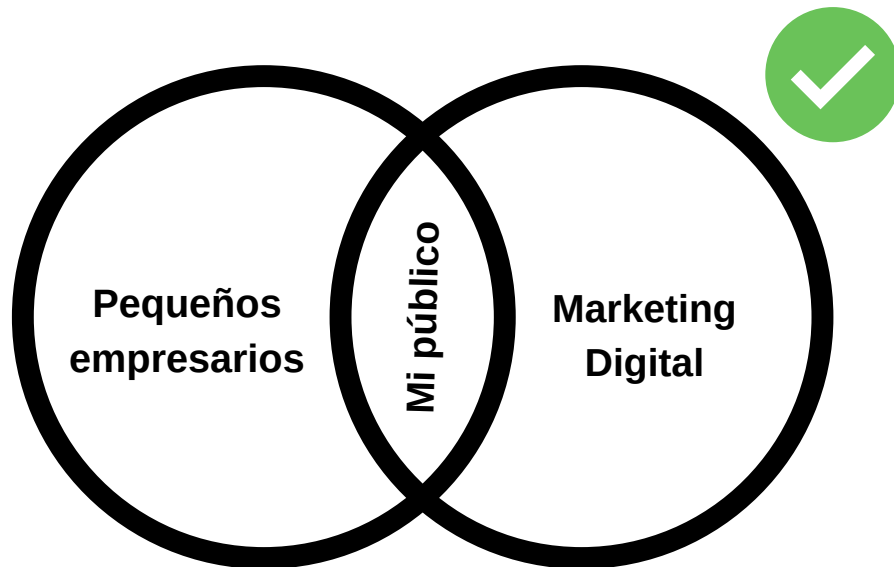 Pequeños
empresarios
Mi público
Marketing
Digital